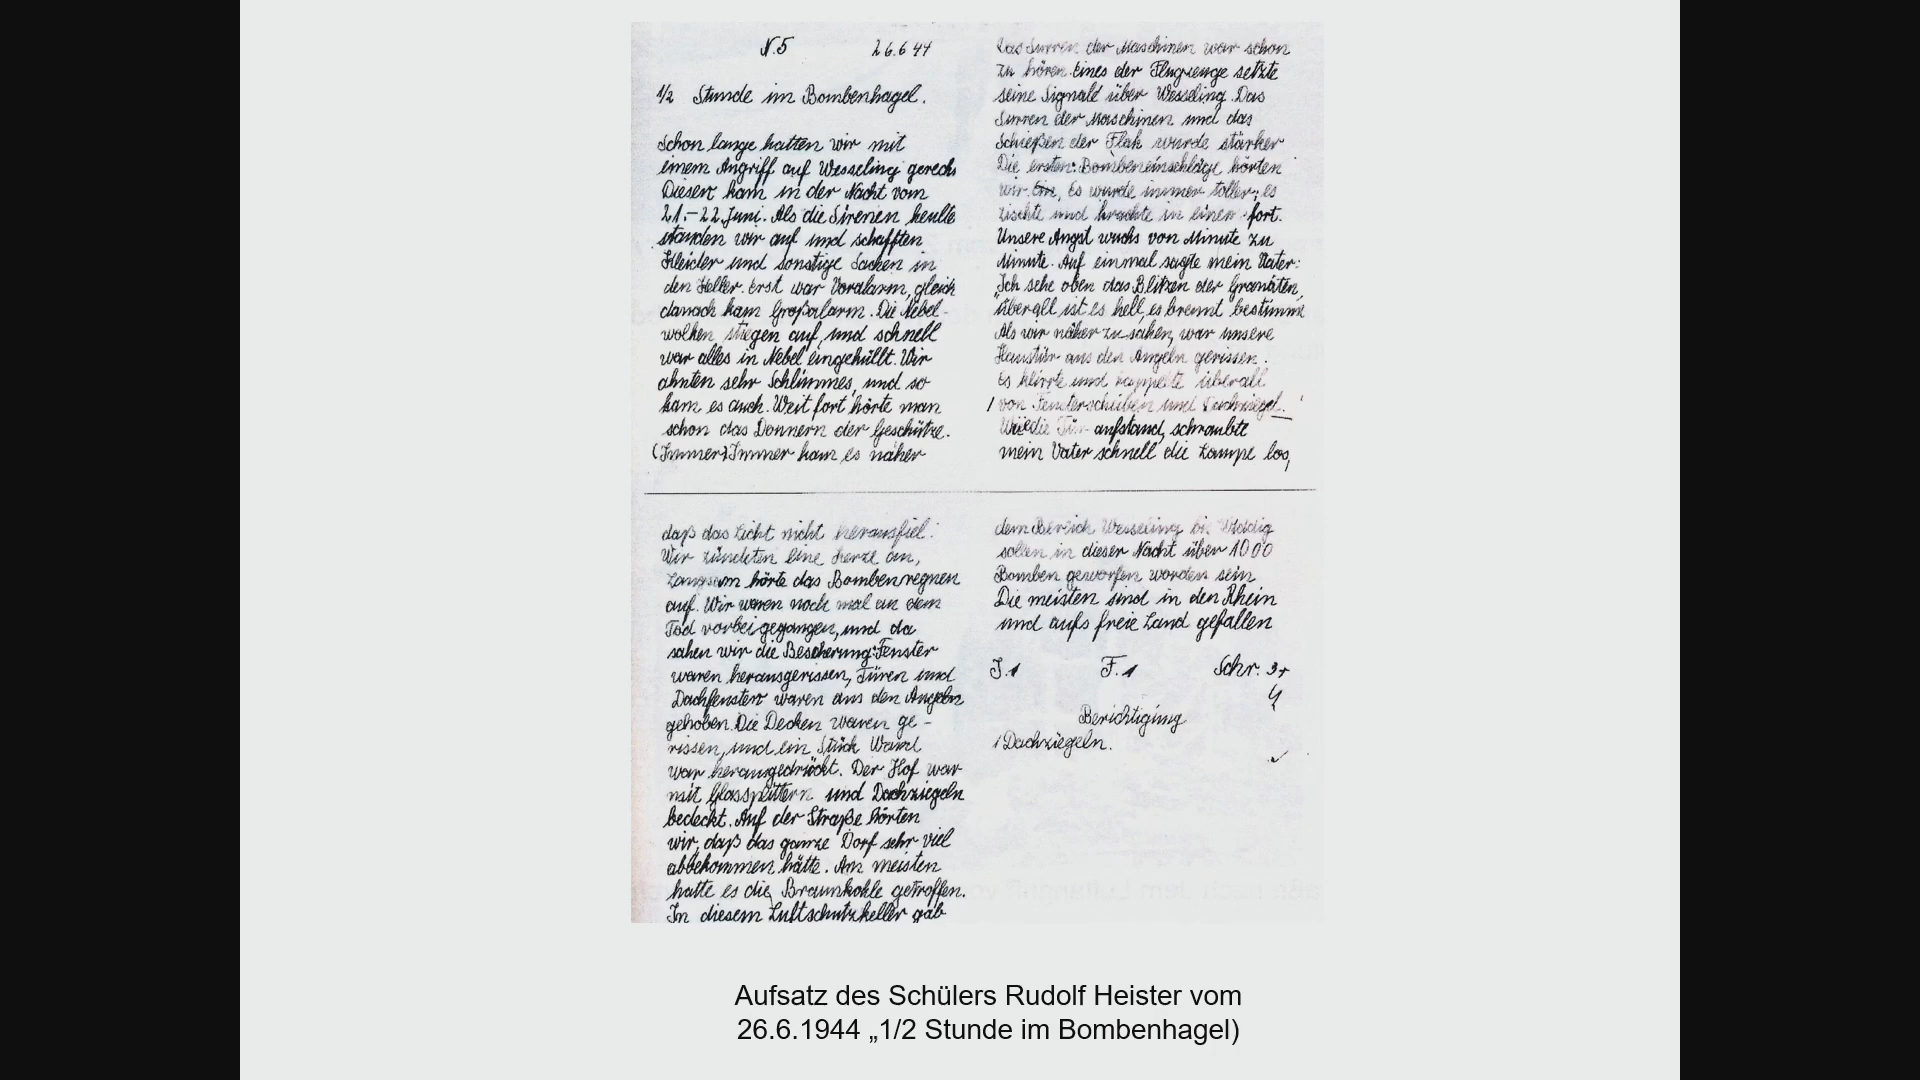 N.5 26.6 44
1/2 Stunde im Bombenhagel.
Schon lange hatten wir mit
einem Angriff auf Wesseling gerech
Diesen kam in der Nacht vom
21.-22. Juni. Als die Sirenen heulte
standen wir auf und schafften
Kleider und sonstige Sachen in
den Keller. Erst war Voralarm, gleich
danach kam Großalarm. Die Nebel-
wolken stiegen auf, und schnell
war alles in Nebel eingehüllt. Wir
ahnten sehr Schlimmes, und so
kam es auch. Weit fort hörte man
schon das Donnern der Geschütze.
(Immer) Immer kam es näher
Das Surren der Maschinen war schon
zu hören. Eines der Flugzeuge setzte
seine Signale über Wesseling. Das
Surren der Maschinen und das
Schießen der Flak wurde stärker
Die ersten Bombeneinschläge hörten
wir. Es wurde immer toller; es
zischte und krachte in einer fort.
Unsere Angst wuchs von Minute zu
Minute. Auf einmal sagte mein Vater:
"Ich sehe oben das Blitzen der Granaten,
überall ist es hell, es brennt bestimmt
Als wir näher zu sahen, war unsere
Haustür aus den Angeln gerissen.
Es klirrte und rappelte überall
1 von Fensterscheiben und Dachziegel.
Weil die Tür aufstand, schraubte
mein Vater schnell die Lampe los,
daß das Licht nicht herausfiel.
Wir zündeten eine Kerze an,
Langsam hörte das Bombenregnen
auf. Wir waren noch mal an dem
Tod vorbei gegangen, und da
sahen wir die Bescherung: Fenster
waren herausgerissen, Türen und
Dachfenster waren aus den Angeln
gehoben. Die Decken waren ge-
rissen, und ein Stück Wand
war herausgedrückt. Der Hof war
mit Glassplittern und Dachziegeln
bedeckt. Auf der Straße hörten
wir, daß das ganze Dorf sehr viel
abbekommen hätte. Am meisten
hatte es die Braunkohle getroffen.
In diesem Luftschutzkeller gab
dem Bereich Wesseling bis
sollen in dieser Nacht über 1000
Bomben geworfen worden sein
Die meisten sind in den Rhein
und aufs freie Land gefallen
J. 1 F. 1 Schr. 3+
Berichtigung
1 Dachziegeln.
Aufsatz des Schülers Rudolf Heister vom
26.6.1944 „1/2 Stunde im Bombenhagel)